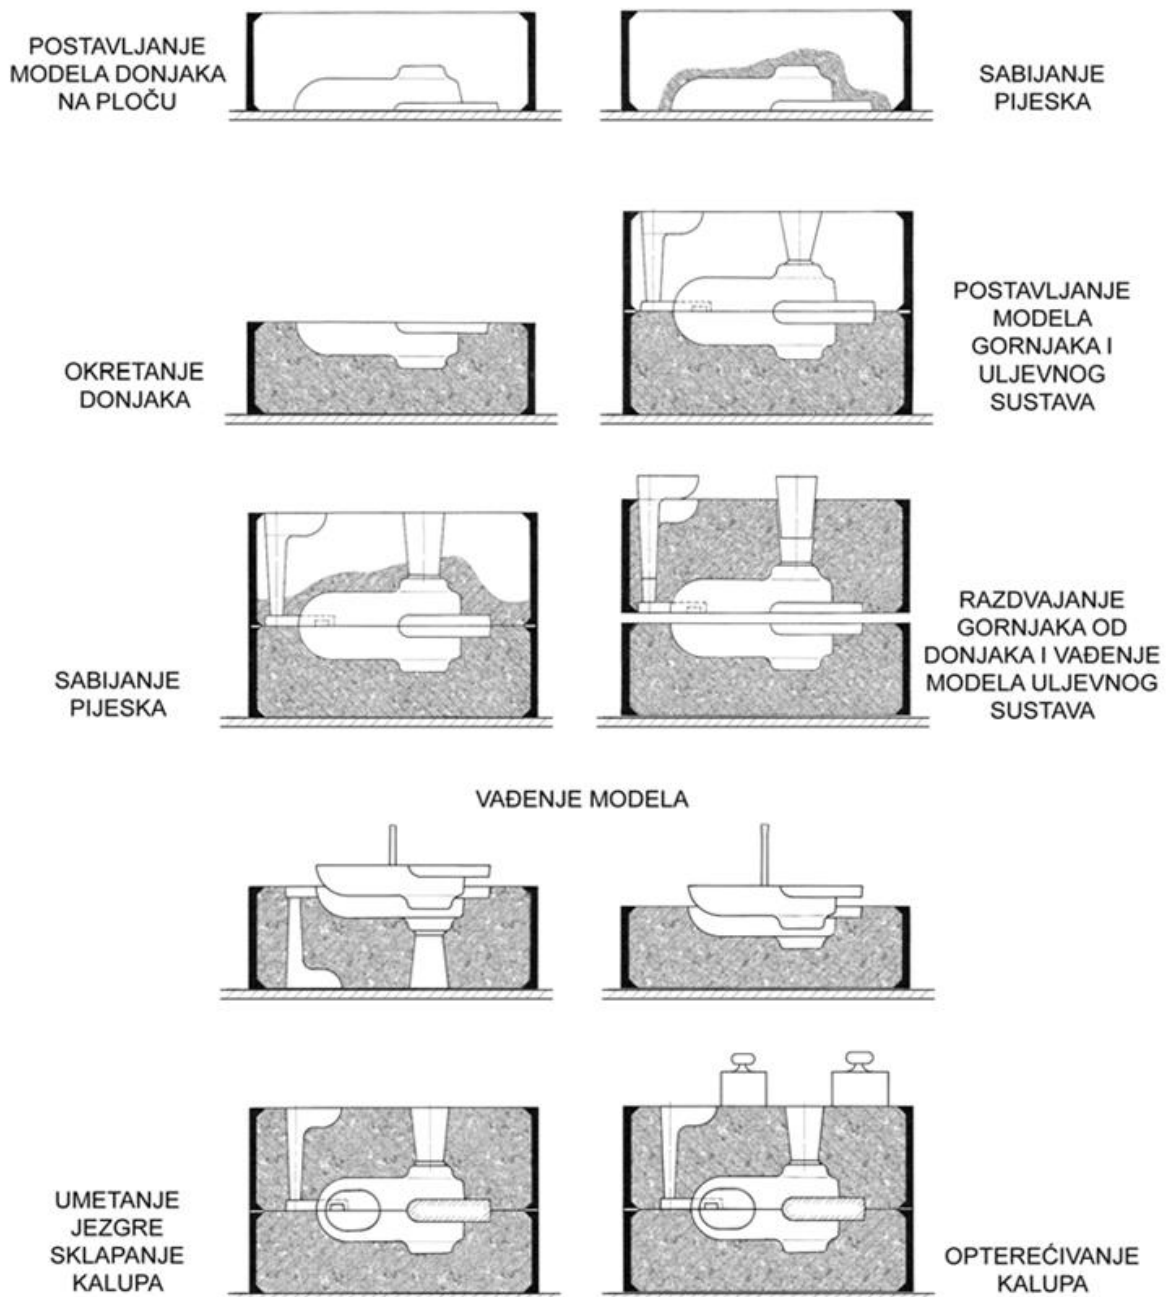 POSTAVLJANJE
MODELA DONJAKA
NA PLOČU
SABIJANJE
PIJESKA
OKRETANJE
DONJAKA
POSTAVLJANJE
MODELA
GORNJAKA I
ULJEVNOG
SUSTAVA
SABIJANJE
PIJESKA
RAZDVAJANJE
GORNJAKA OD
DONJAKA I VAĐENJE
MODELA ULJEVNOG
SUSTAVA
VAĐENJE MODELA
UMETANJE
JEZGRE
SKLAPANJE
KALUPA
OPTEREĆIVANJE
KALUPA